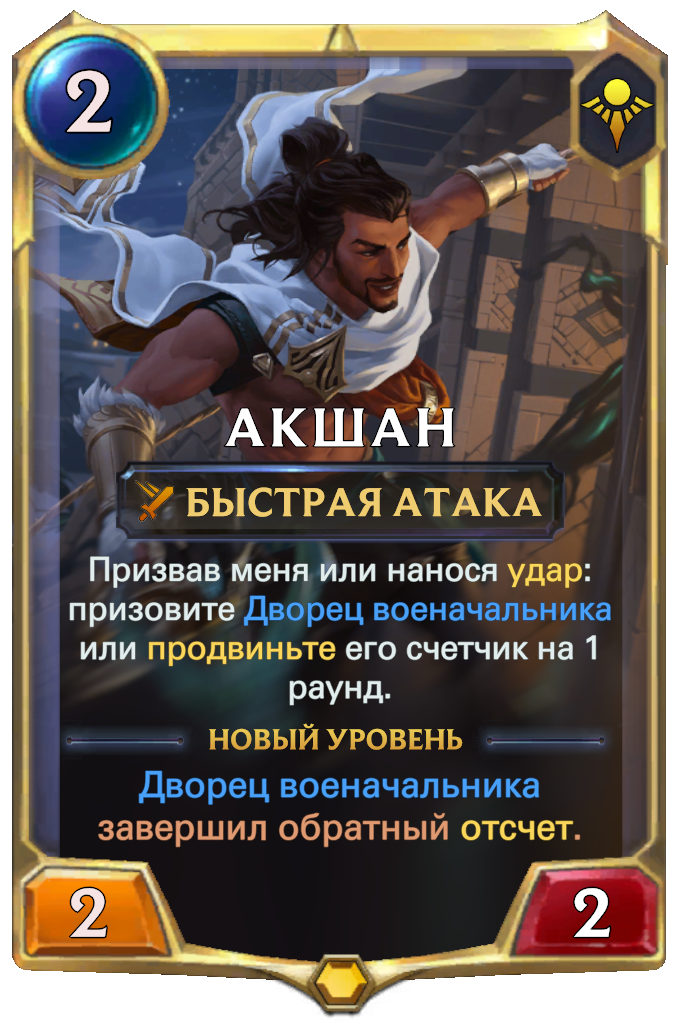 2
АКШАН
БЫСТРАЯ АТАКА
Призвав меня или нанося удар:
призовите Дворец военачальника
или продвиньте его счетчик на 1
раунд.
НОВЫЙ УРОВЕНЬ
Дворец военачальника
завершил обратный отсчет.
2
2